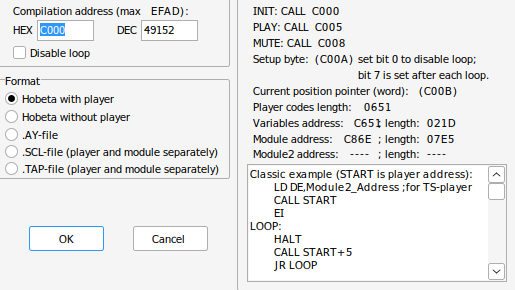 Compilation address (max EFAD):
HEX C000 DEC 49152
Disable loop
Format
Hobeta with player
Hobeta without player
.AY-file
.SCL-file (player and module separately)
.TAP-file (player and module separately)
OK Cancel
INIT: CALL C000
PLAY: CALL C005
MUTE: CALL C008
Setup byte: (C00A) set bit 0 to disable loop;
bit 7 is set after each loop.
Current position pointer (word): (C00B)
Player codes length: 0651
Variables address: C651; length: 021D
Module address: C86E ; length: 07E5
Module2 address: ---- ; length: ----
Classic example (START is player address):
LD DE,Module2_Address ;for TS-player
CALL START
EI
LOOP:
HALT
CALL START+5
JR LOOP